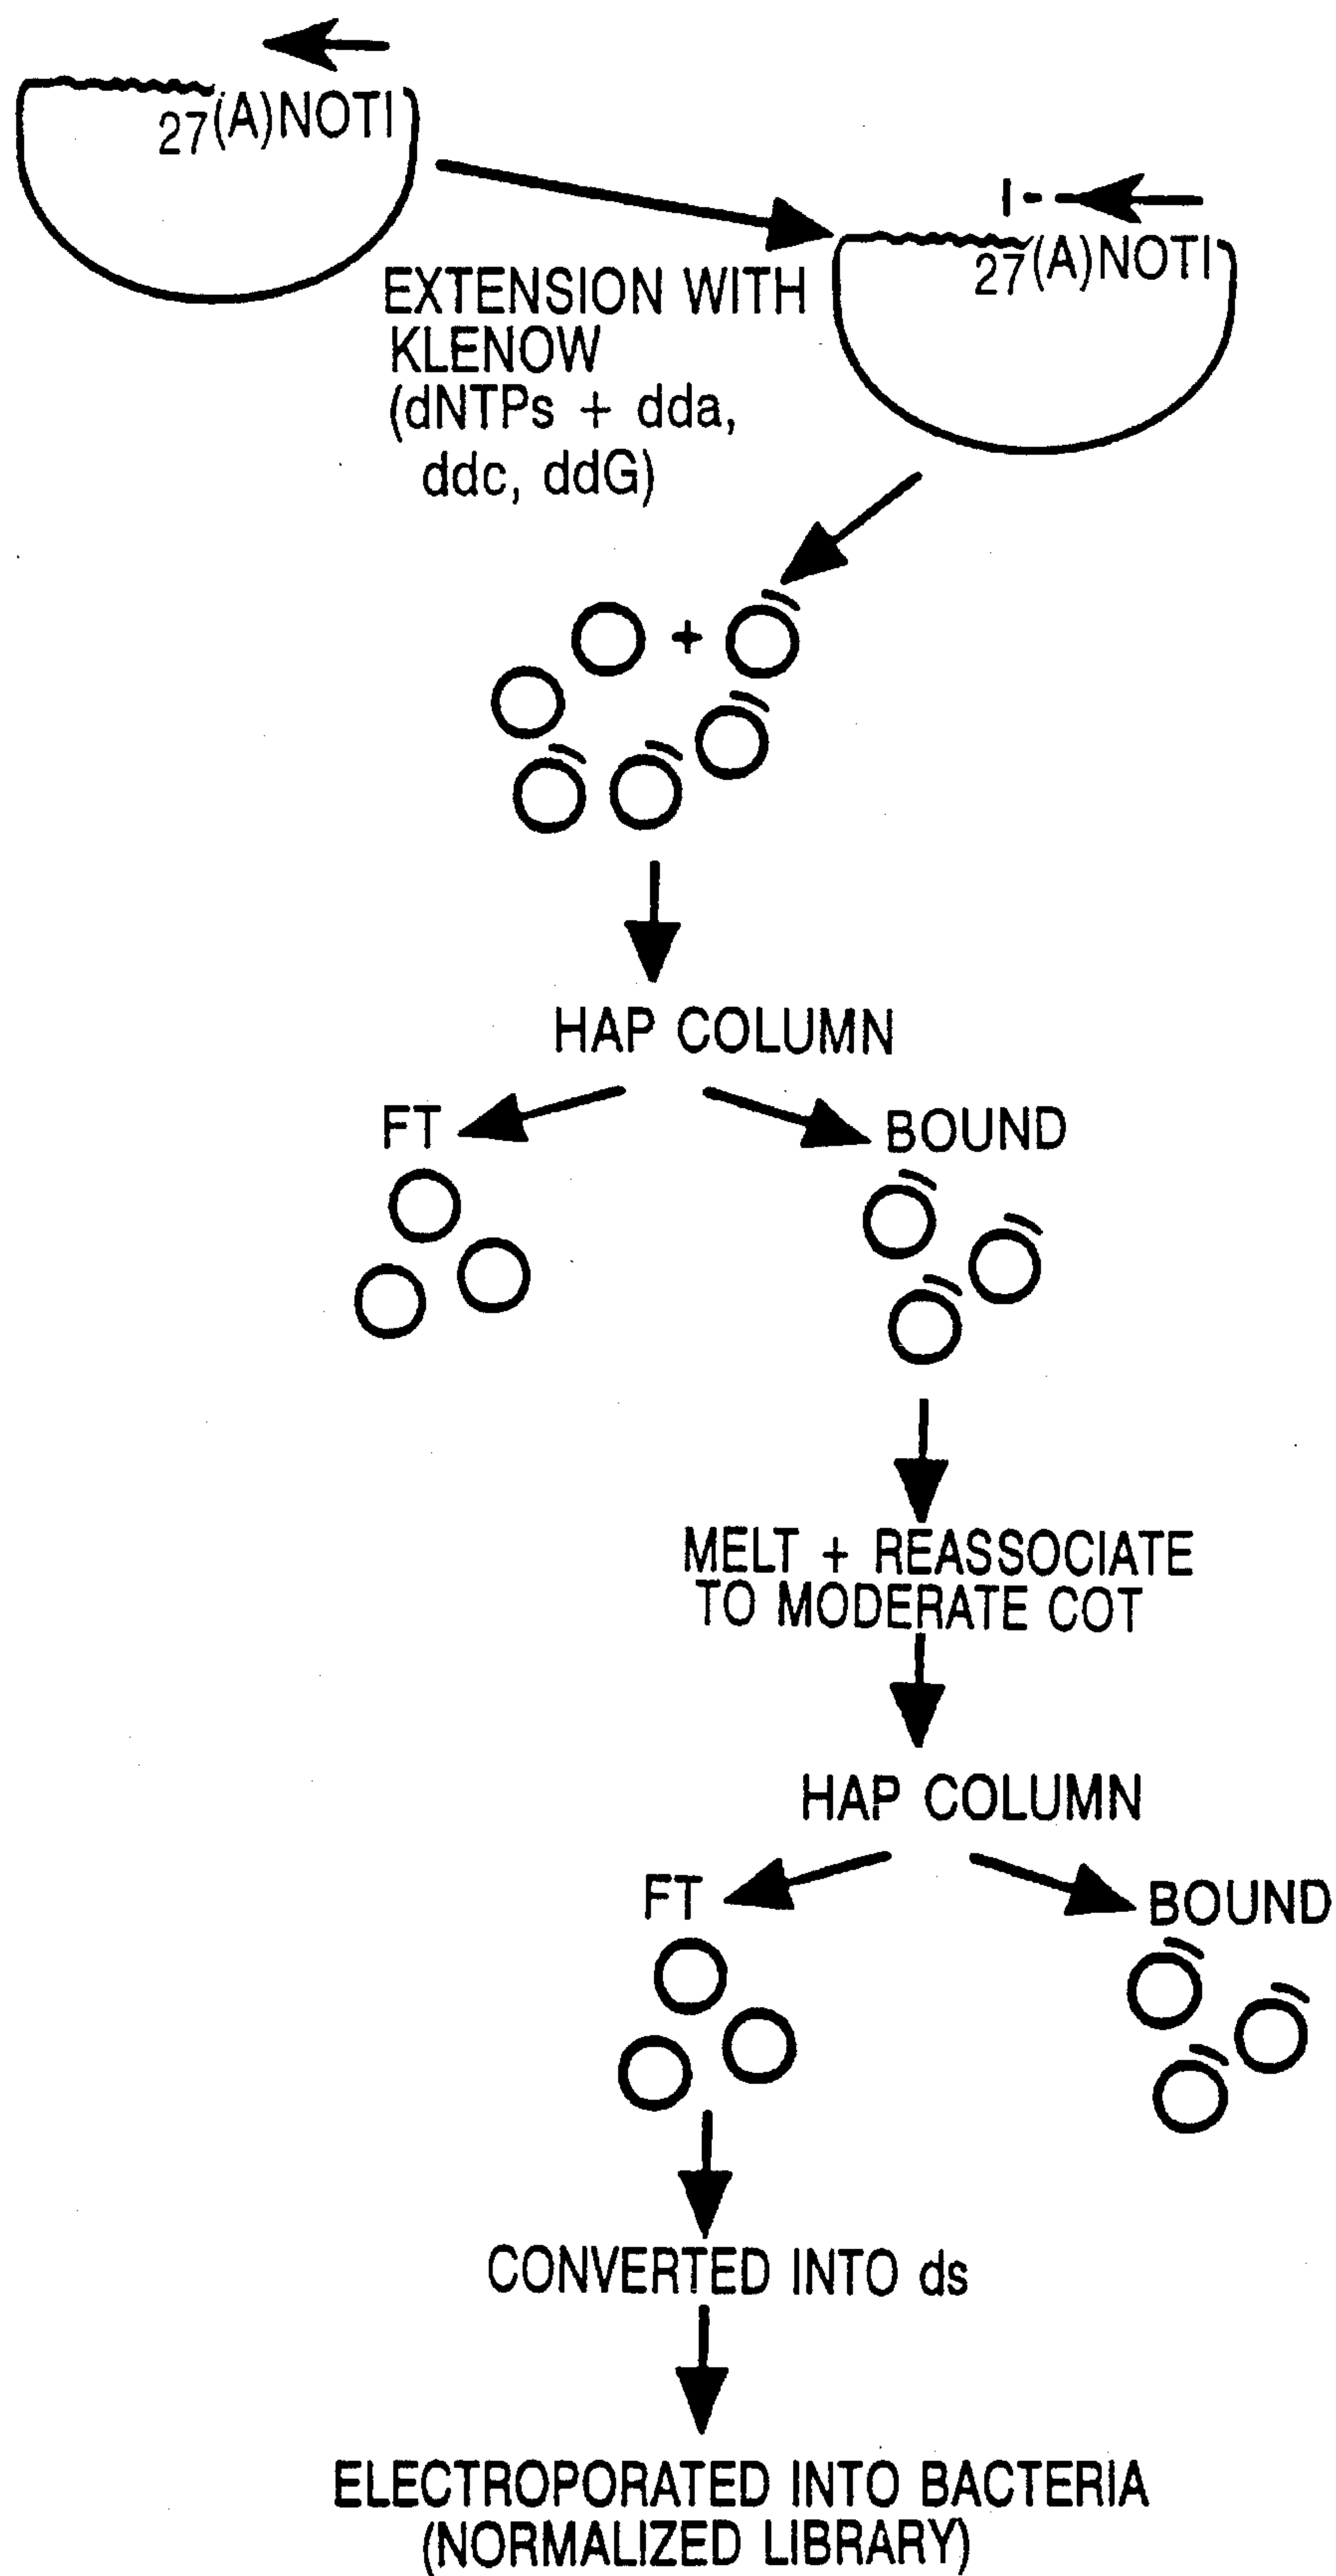 27(A)NOTI
27(A)NOTI
EXTENSION WITH
KLENOW
(dNTPs + dda,
ddc, ddG)
+
HAP COLUMN
FT
BOUND
MELT + REASSOCIATE
TO MODERATE COT
HAP COLUMN
FT
BOUND
CONVERTED INTO ds
ELECTROPORATED INTO BACTERIA
(NORMALIZED LIBRARY)